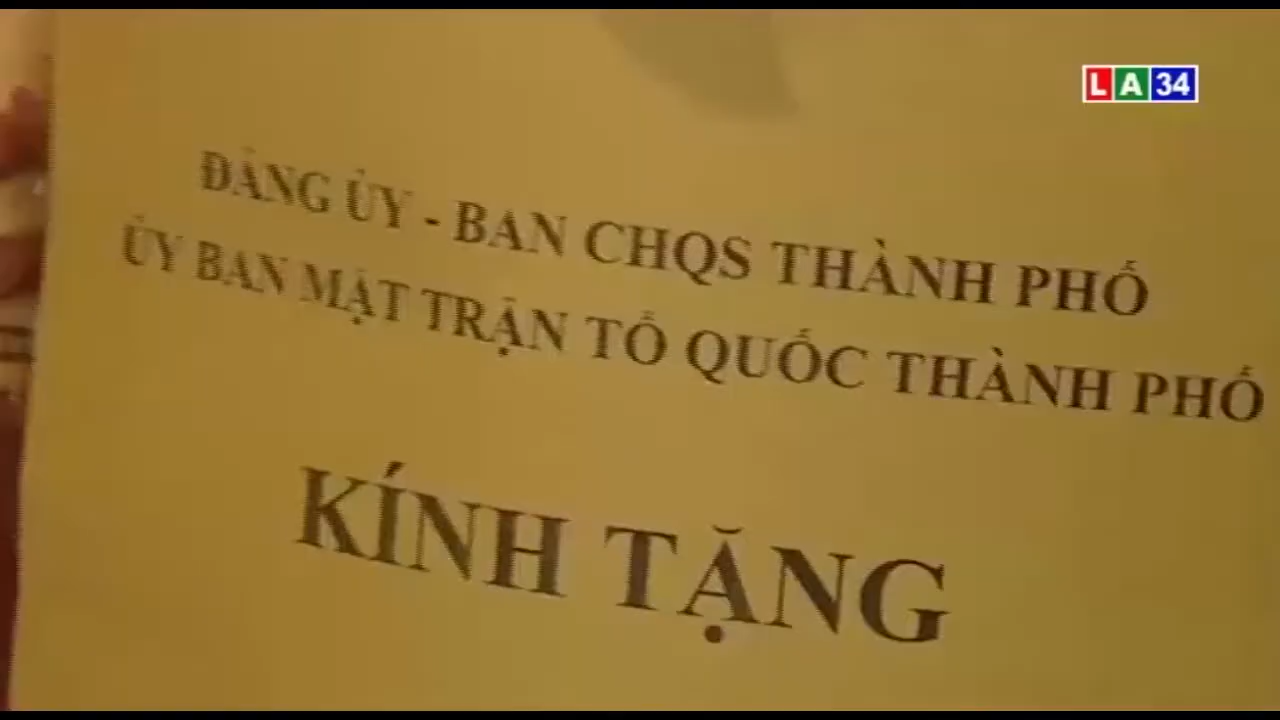 LA34
ĐẢNG ỦY - BAN CHQS THÀNH PHỐ
ỦY BAN MẶT TRẬN TỔ QUỐC THÀNH PHỐ
KÍNH TẶNG